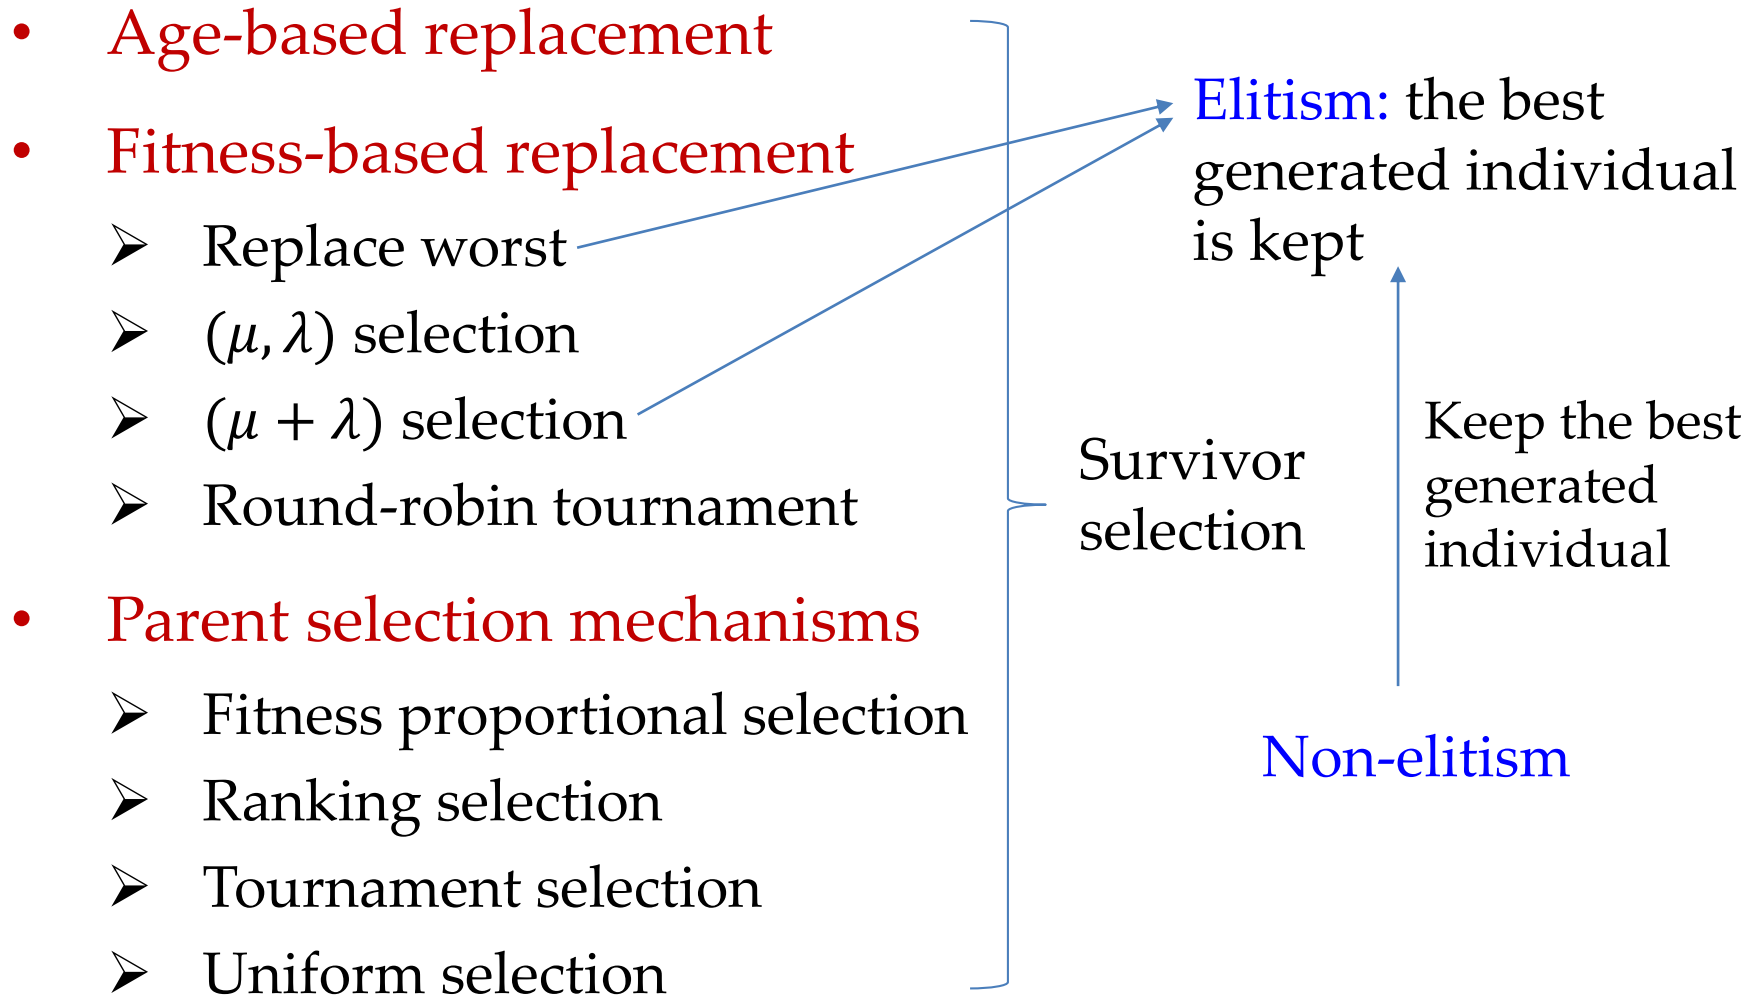 • Age-based replacement
• Fitness-based replacement
➢ Replace worst
➢ (μ, λ) selection
➢ (μ + λ) selection
➢ Round-robin tournament
• Parent selection mechanisms
➢ Fitness proportional selection
➢ Ranking selection
➢ Tournament selection
➢ Uniform selection
Survivor
selection
Elitism: the best
generated individual
is kept
Keep the best
generated
individual
Non-elitism